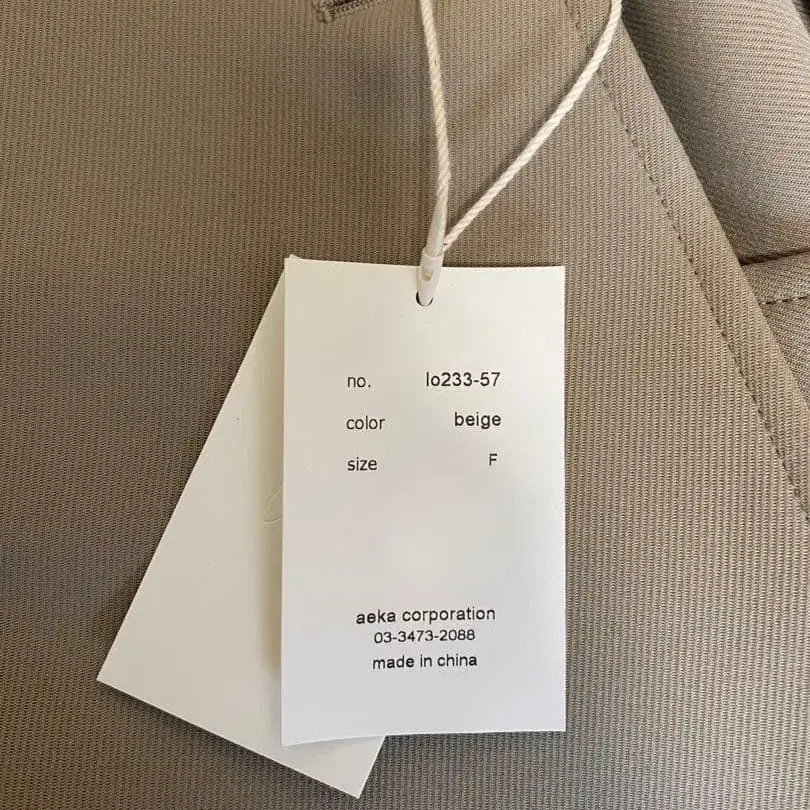 no. lo233-57
color beige
size F
aeka corporation
03-3473-2088
made in china